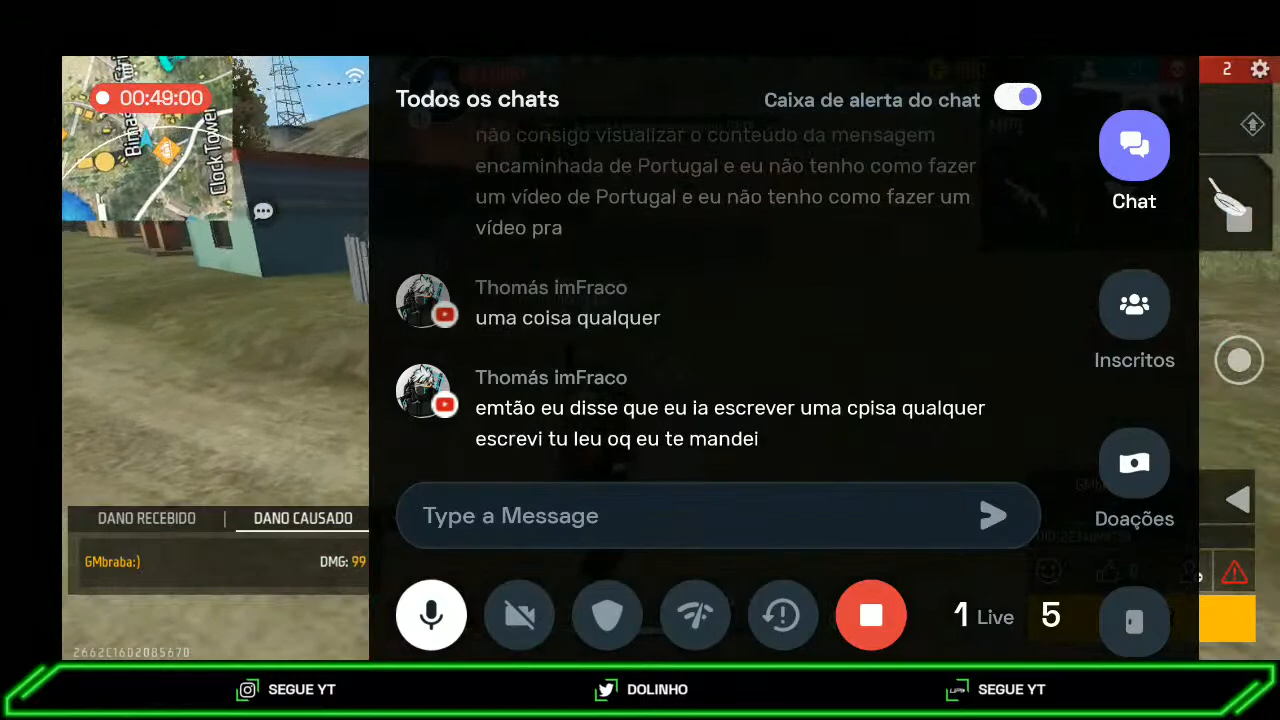 00:49:00
Bimas
Clock Tower
2
Todos os chats
Caixa de alerta do chat
não consigo visualizar o conteúdo da mensagem
encaminhada de Portugal e eu não tenho como fazer
um vídeo de Portugal e eu não tenho como fazer um
vídeo pra
Thomás imFraco
uma coisa qualquer
Thomás imFraco
emtão eu disse que eu ia escrever uma cpisa qualquer
escrevi tu leu oq eu te mandei
Type a Message
1 Live 5
Chat
Inscritos
Doações
DANO RECEBIDO | DANO CAUSADO
GMbraba:) DMG: 99
2662C16D2085670
SEGUE YT
DOLINHO
SEGUE YT